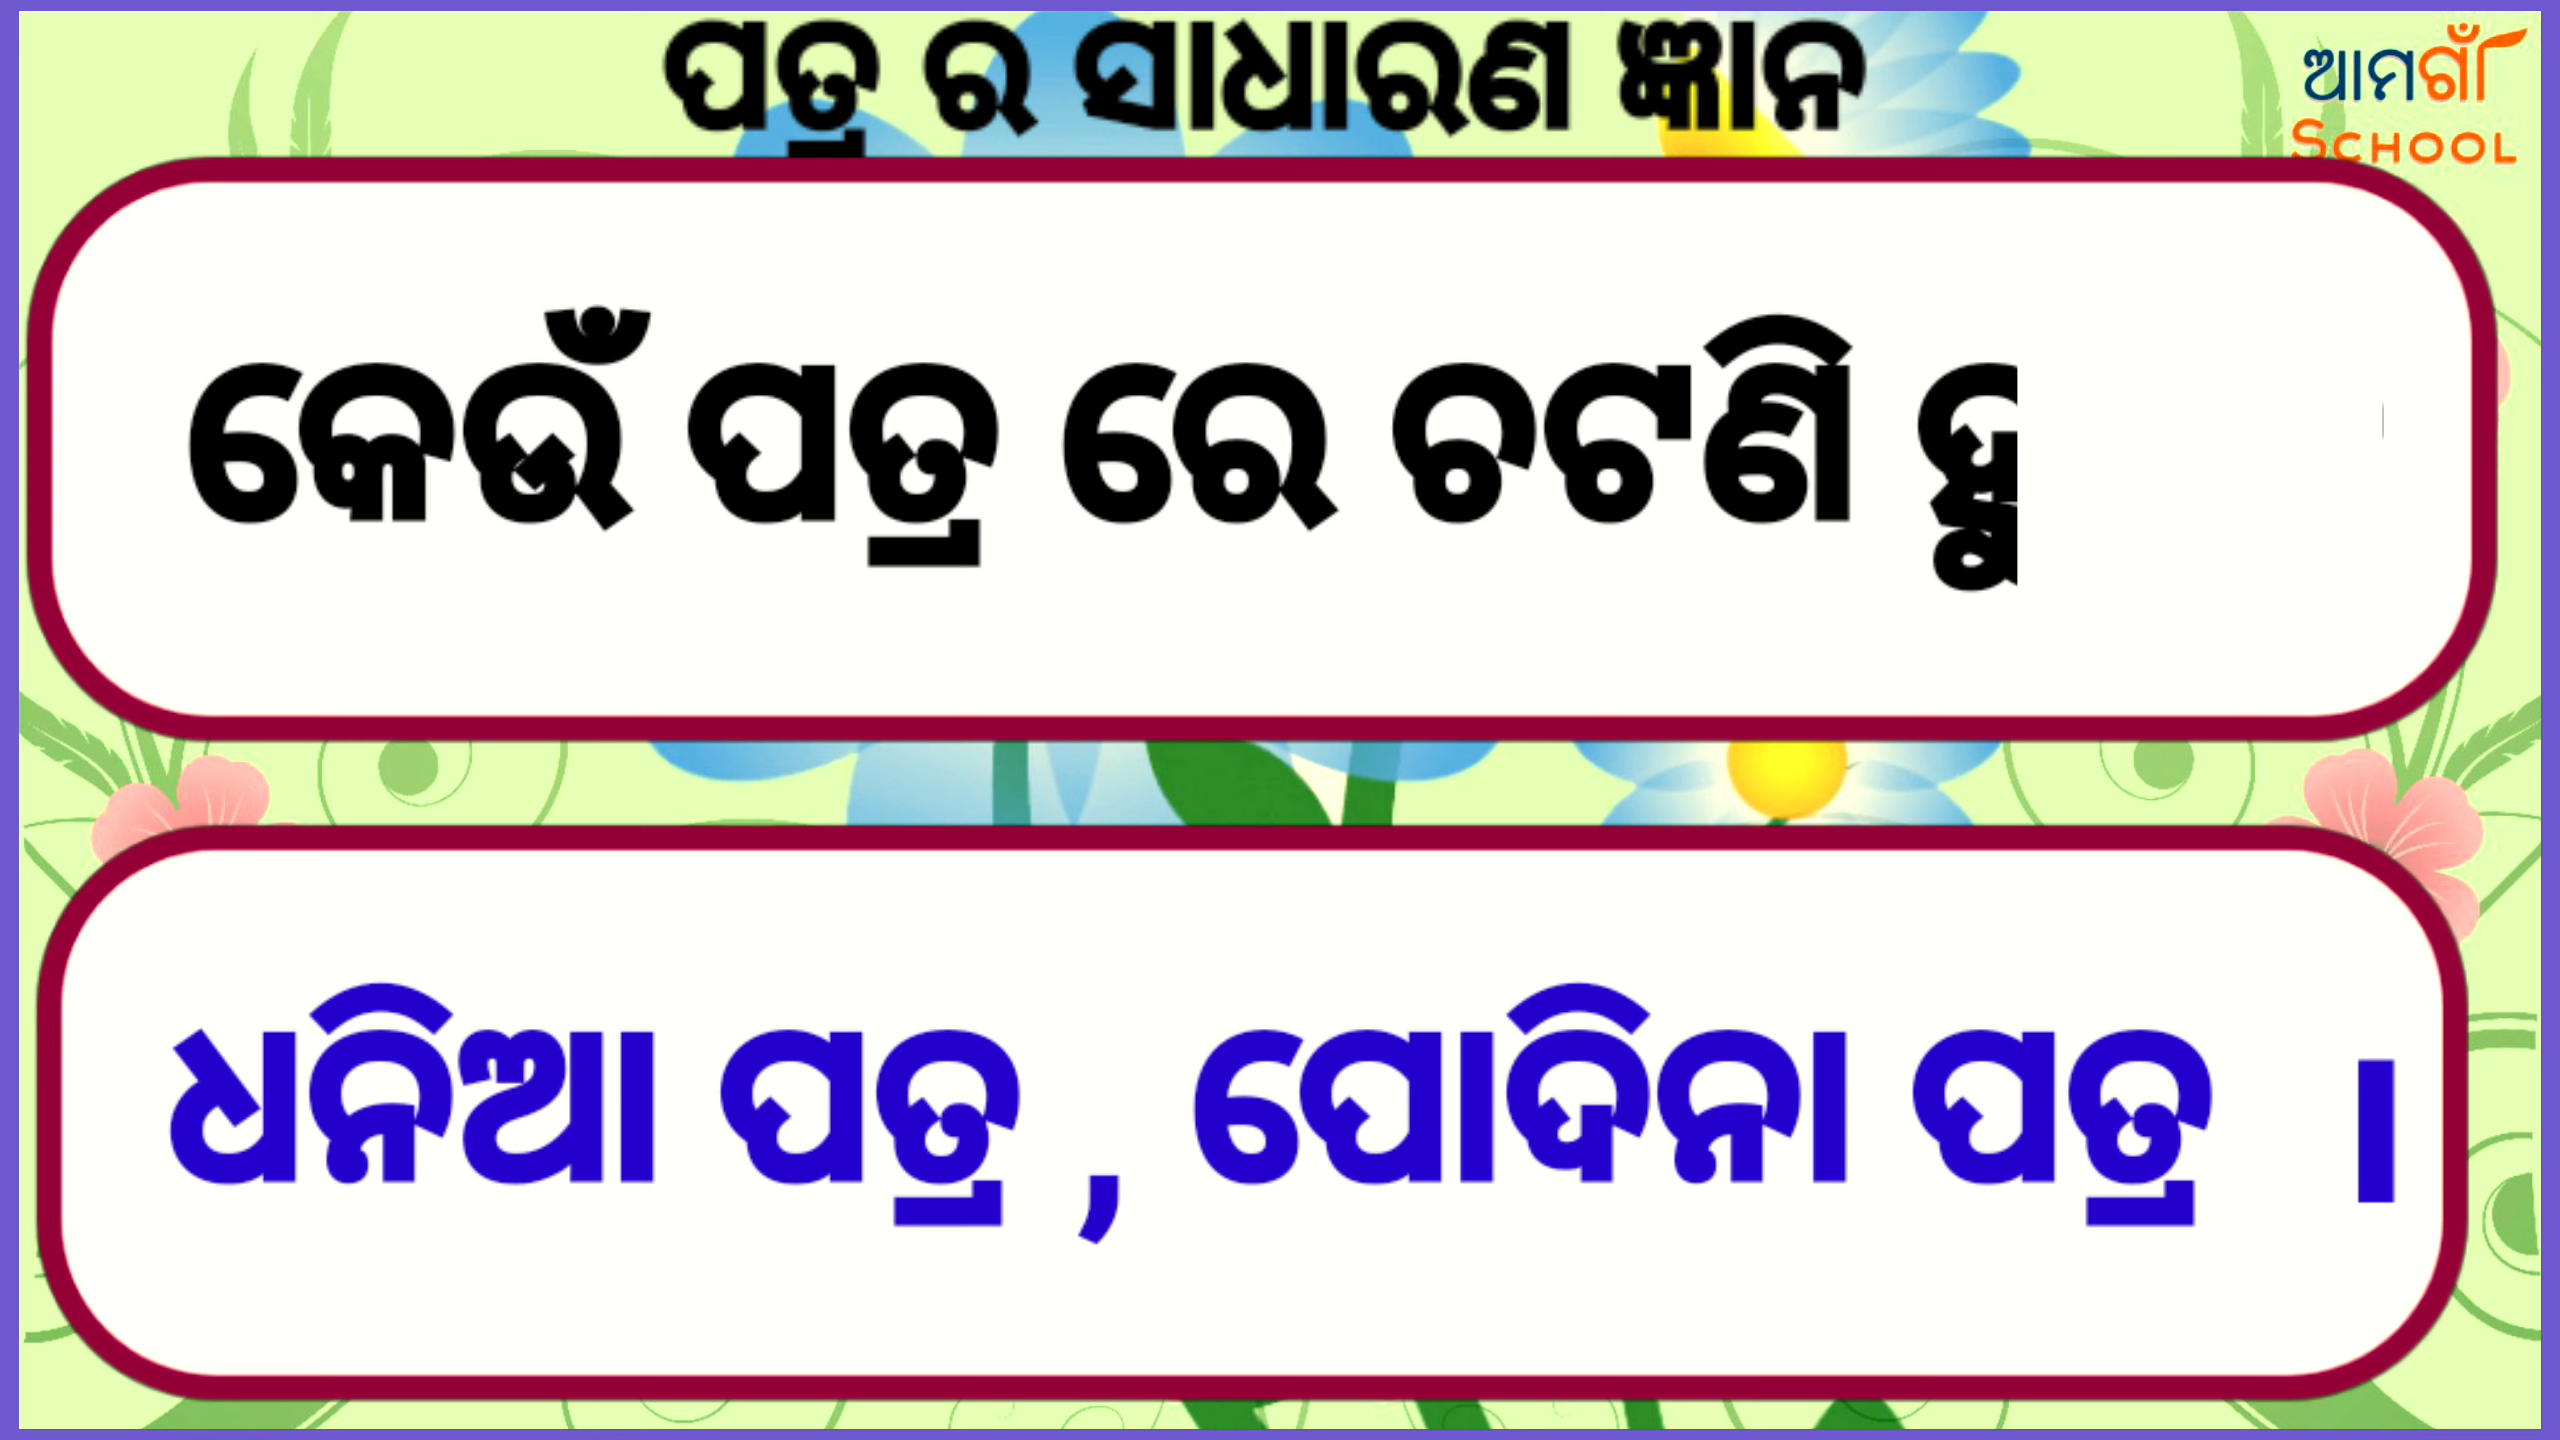 ପତ୍ର ର ସାଧାରଣ ଜ୍ଞାନ
ଆମଗାଁ
SCHOOL
କେଉଁ ପତ୍ର ରେ ଚଟଣି
ଧନିଆ ପତ୍ର , ପୋଦିନା ପତ୍ର ।